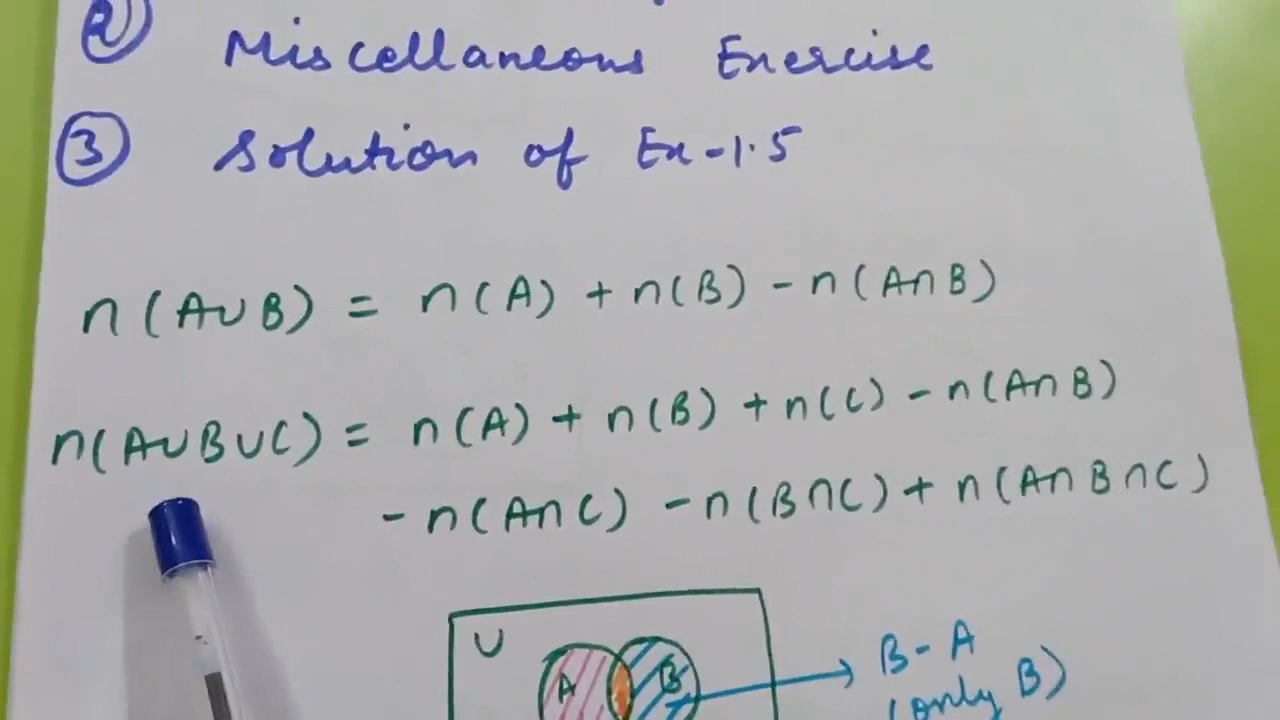 2 Miscellaneous Exercise
3 Solution of Ex-1.5
n(A∪B) = n(A) + n(B) - n(A∩B)
n(A∪B∪C) = n(A) + n(B) + n(C) - n(A∩B)
- n(A∩C) - n(B∩C) + n(A∩B∩C)
U
A B
B - A
(only B)